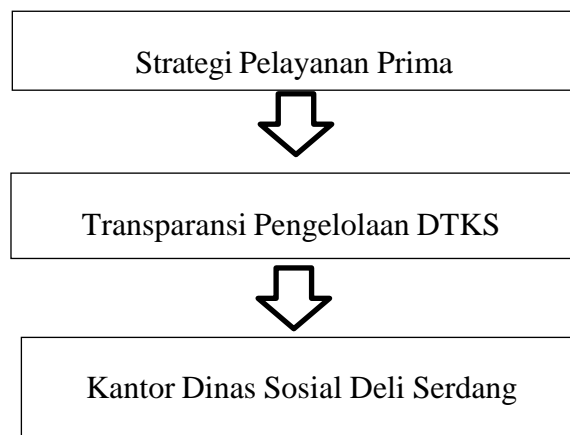 Strategi Pelayanan Prima
Transparansi Pengelolaan DTKS
Kantor Dinas Sosial Deli Serdang